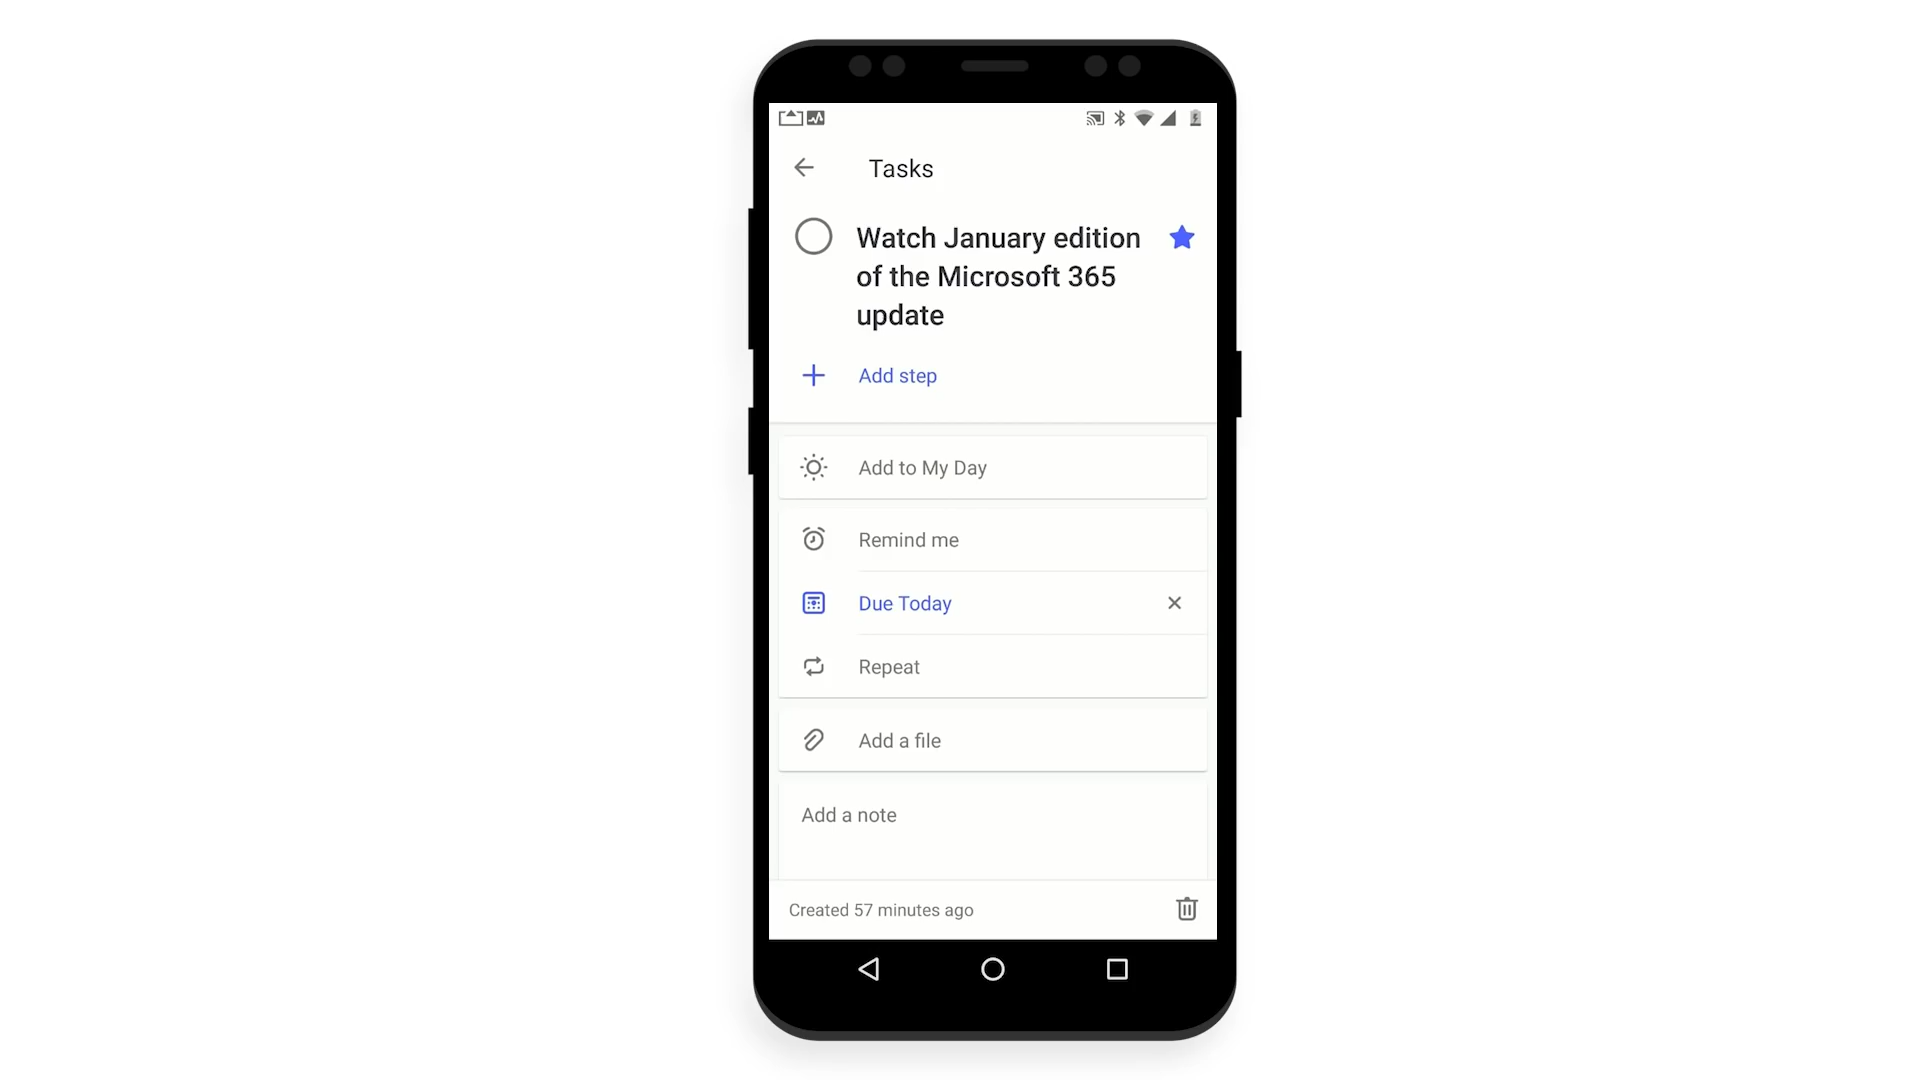 Tasks
Watch January edition
of the Microsoft 365
update
Add step
Add to My Day
Remind me
Due Today
Repeat
Add a file
Add a note
Created 57 minutes ago